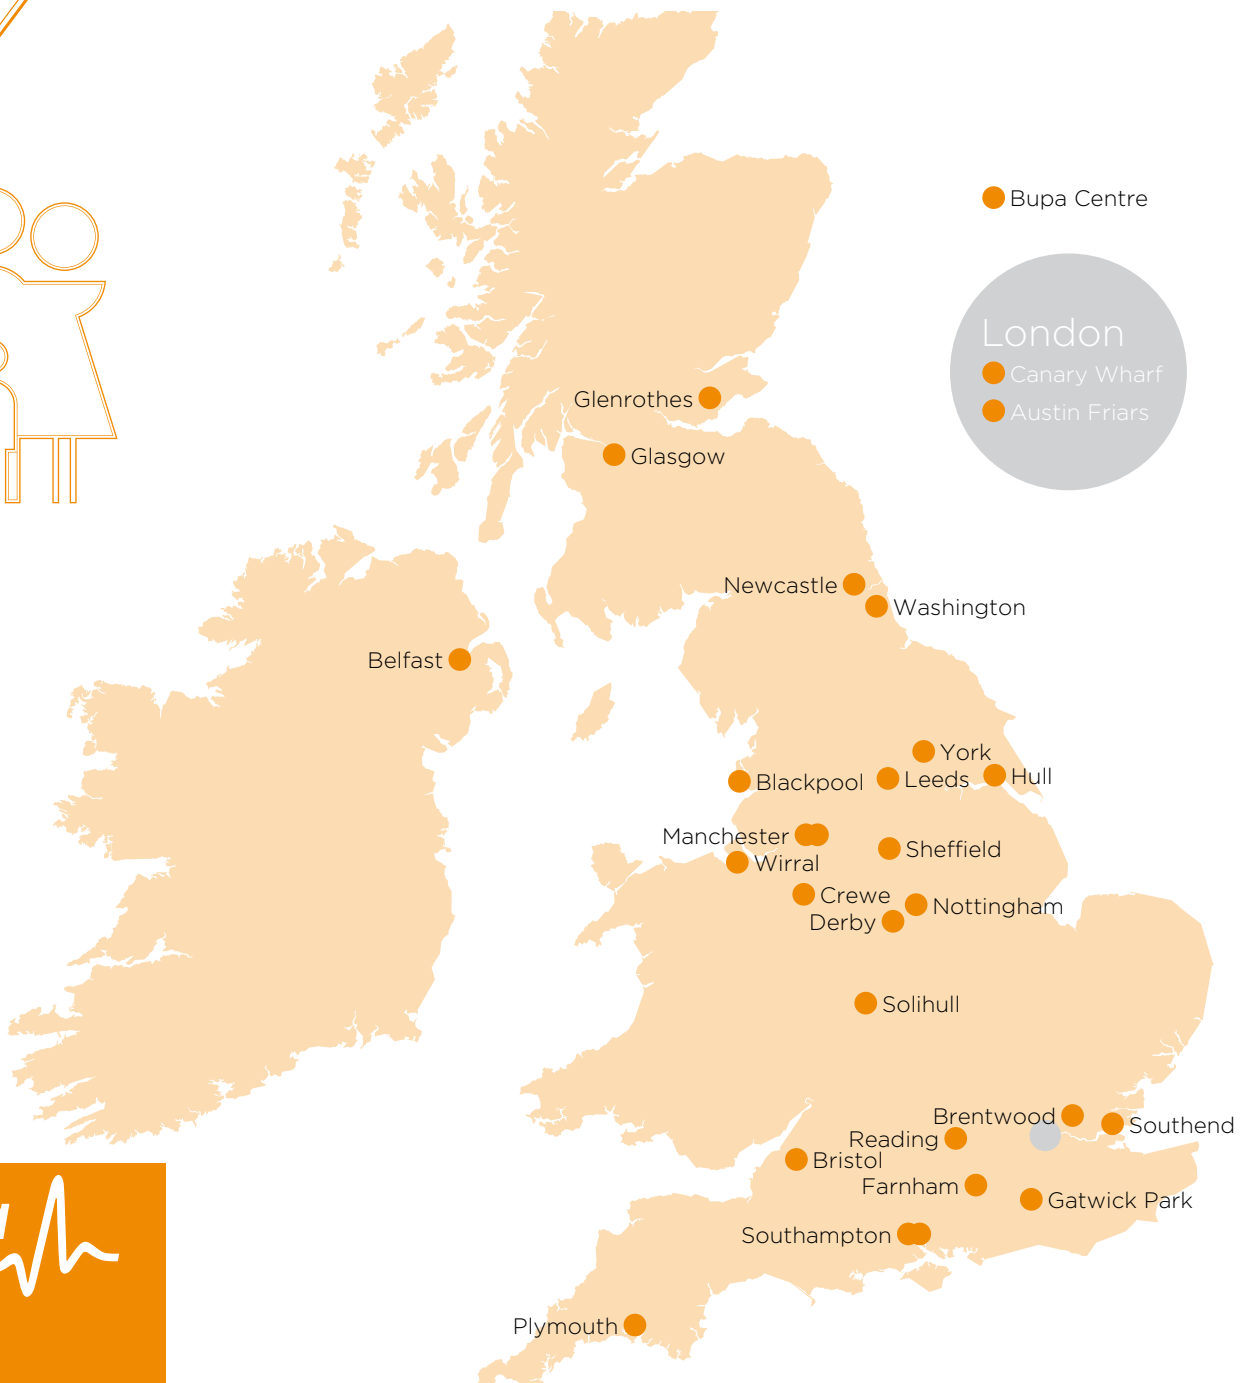 Bupa Centre
London
Canary Wharf
Austin Friars
Glenrothes
Glasgow
Newcastle
Washington
Belfast
York
Leeds
Hull
Blackpool
Manchester
Sheffield
Wirral
Crewe
Nottingham
Derby
Solihull
Brentwood
Southend
Reading
Bristol
Farnham
Gatwick Park
Southampton
Plymouth